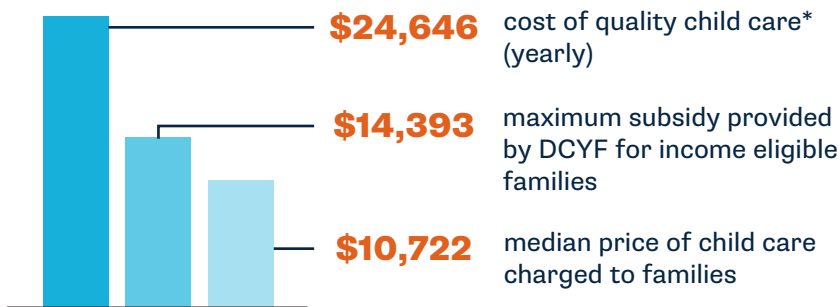 $24,646 cost of quality child care*
(yearly)
$14,393 maximum subsidy provided
by DCYF for income eligible
families
$10,722 median price of child care
charged to families